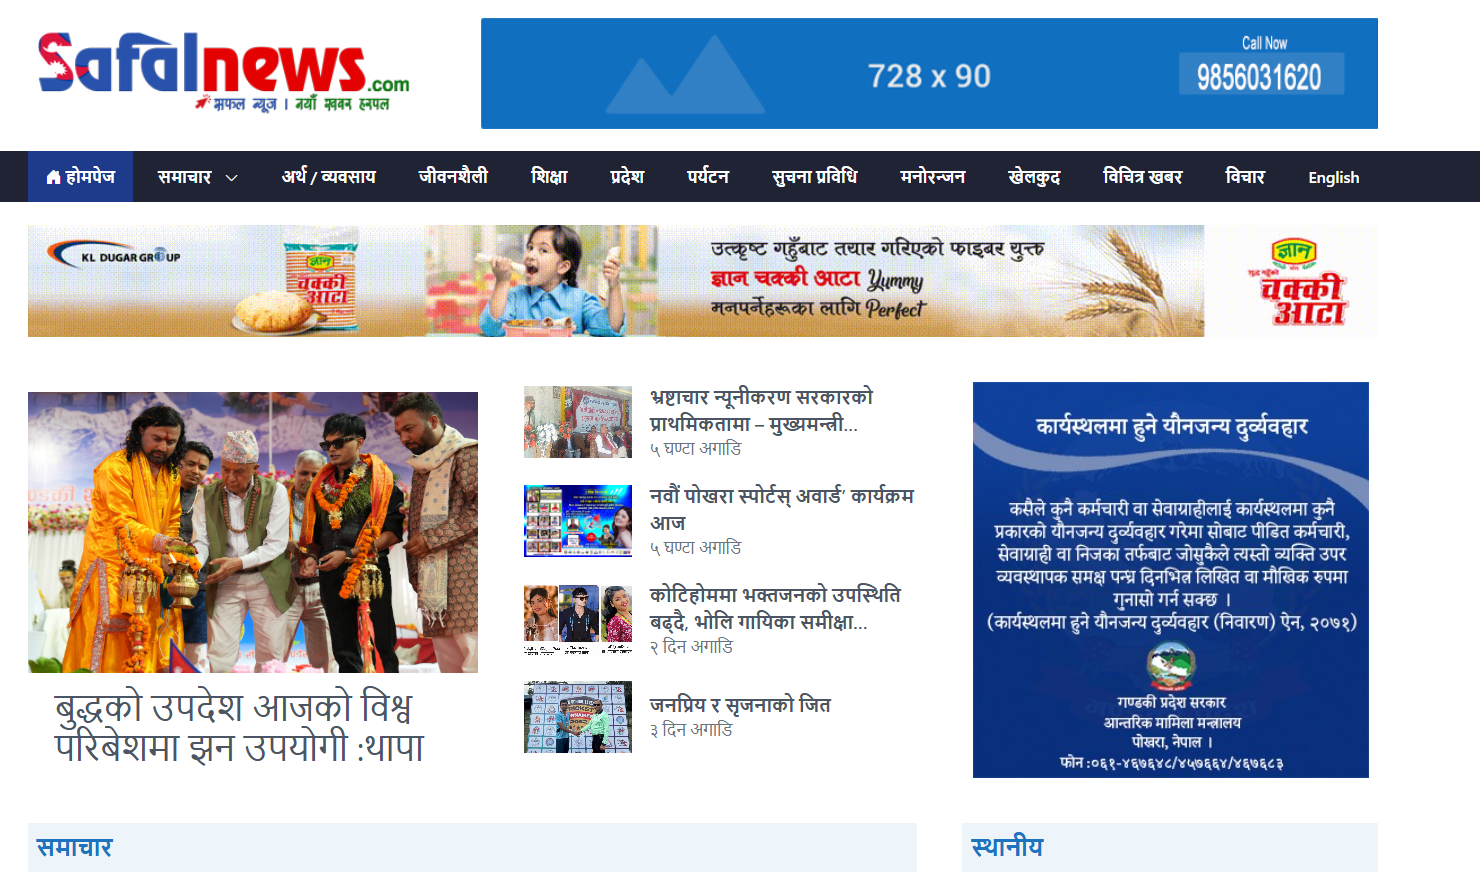 Safalnews.com
सफल न्यूज । नयाँ खबर हरपल
728 x 90
Call Now
9856031620
होमपेज
समाचार
अर्थ / व्यवसाय
जीवनशैली
शिक्षा
प्रदेश
पर्यटन
सुचना प्रविधि
मनोरन्जन
खेलकुद
विचित्र खबर
विचार
English
KL DUGAR GROUP
ज्ञान
चक्की
आटा
उत्कृष्ट गहुँबाट तयार गरिएको फाइबर युक्त
ज्ञान चक्की आटा Yummy
मनपर्नेहरूका लागि Perfect
ज्ञान
चक्की
आटा
बुद्धको उपदेश आजको विश्व
परिबेशमा झन उपयोगी :थापा
भ्रष्टाचार न्यूनीकरण सरकारको
प्राथमिकतामा – मुख्यमन्त्री...
५ घण्टा अगाडि
नवौं पोखरा स्पोर्टस् अवार्ड’ कार्यक्रम
आज
५ घण्टा अगाडि
कोटिहोममा भक्तजनको उपस्थिति
बढ्दै, भोलि गायिका समीक्षा...
२ दिन अगाडि
जनप्रिय र सृजनाको जित
३ दिन अगाडि
कार्यस्थलमा हुने यौनजन्य दुर्व्यवहार
कसैले कुनै कर्मचारी वा सेवाग्राहीलाई कार्यस्थलमा कुनै
प्रकारको यौनजन्य दुर्व्यवहार गरेमा सोबाट पीडित कर्मचारी,
सेवाग्राही वा निजका तर्फबाट जोसुकैले त्यस्तो व्यक्ति उपर
व्यवस्थापक समक्ष पन्ध्र दिनभित्र लिखित वा मौखिक रुपमा
गुनासो गर्न सक्छ ।
(कार्यस्थलमा हुने यौनजन्य दुर्व्यवहार (निवारण) ऐन, २०७१)
गण्डकी प्रदेश सरकार
आन्तरिक मामिला मन्त्रालय
पोखरा, नेपाल ।
फोन :०६१-४६७६४८/४५७६६४/४६७६८३
समाचार
स्थानीय